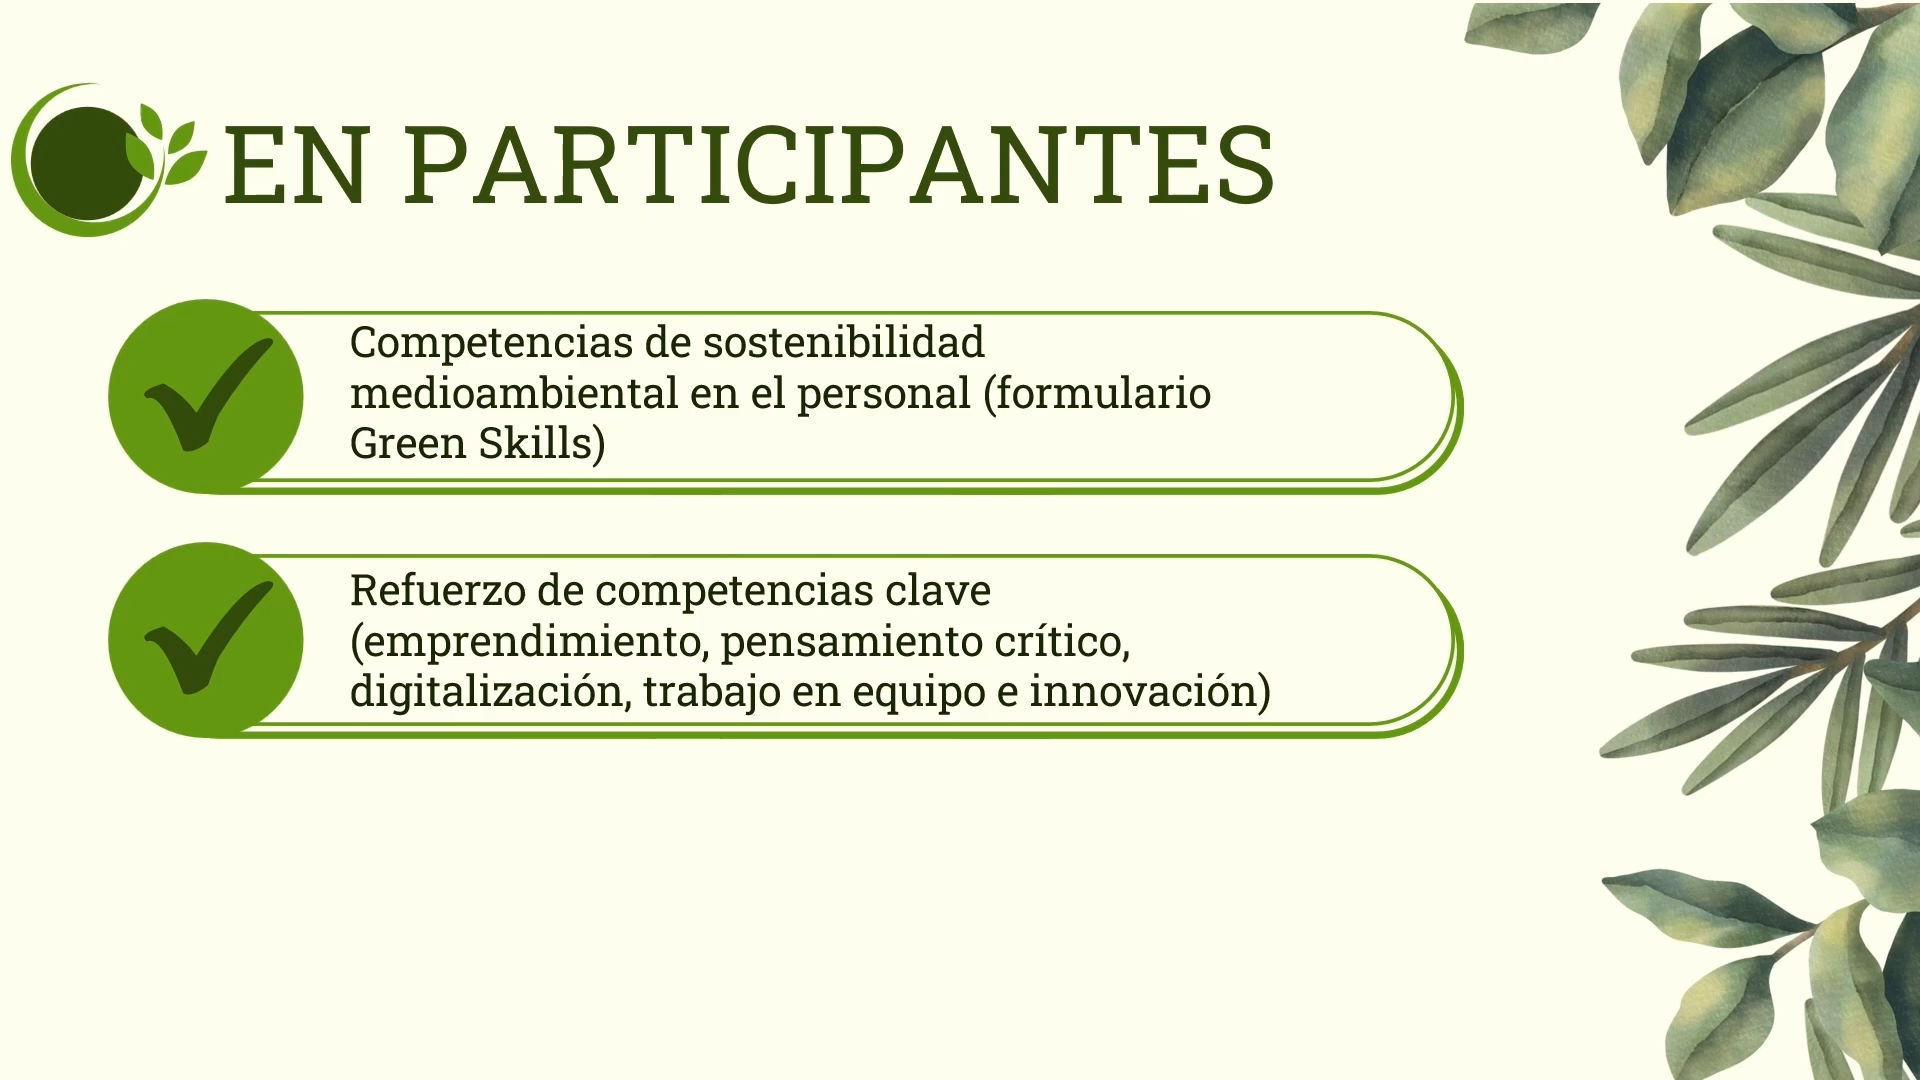 EN PARTICIPANTES
Competencias de sostenibilidad
medioambiental en el personal (formulario
Green Skills)
Refuerzo de competencias clave
(emprendimiento, pensamiento crítico,
digitalización, trabajo en equipo e innovación)